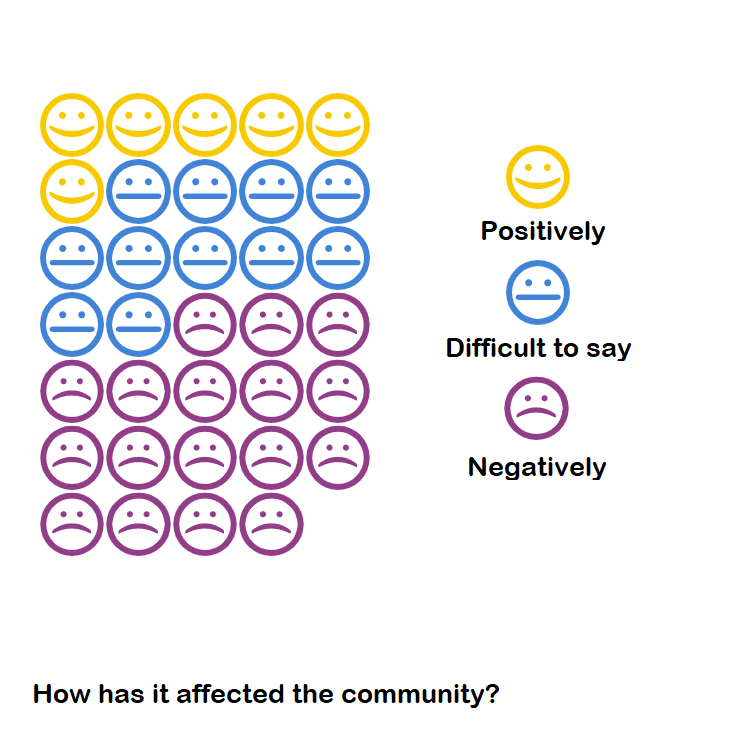 Positively
Difficult to say
Negatively
How has it affected the community?